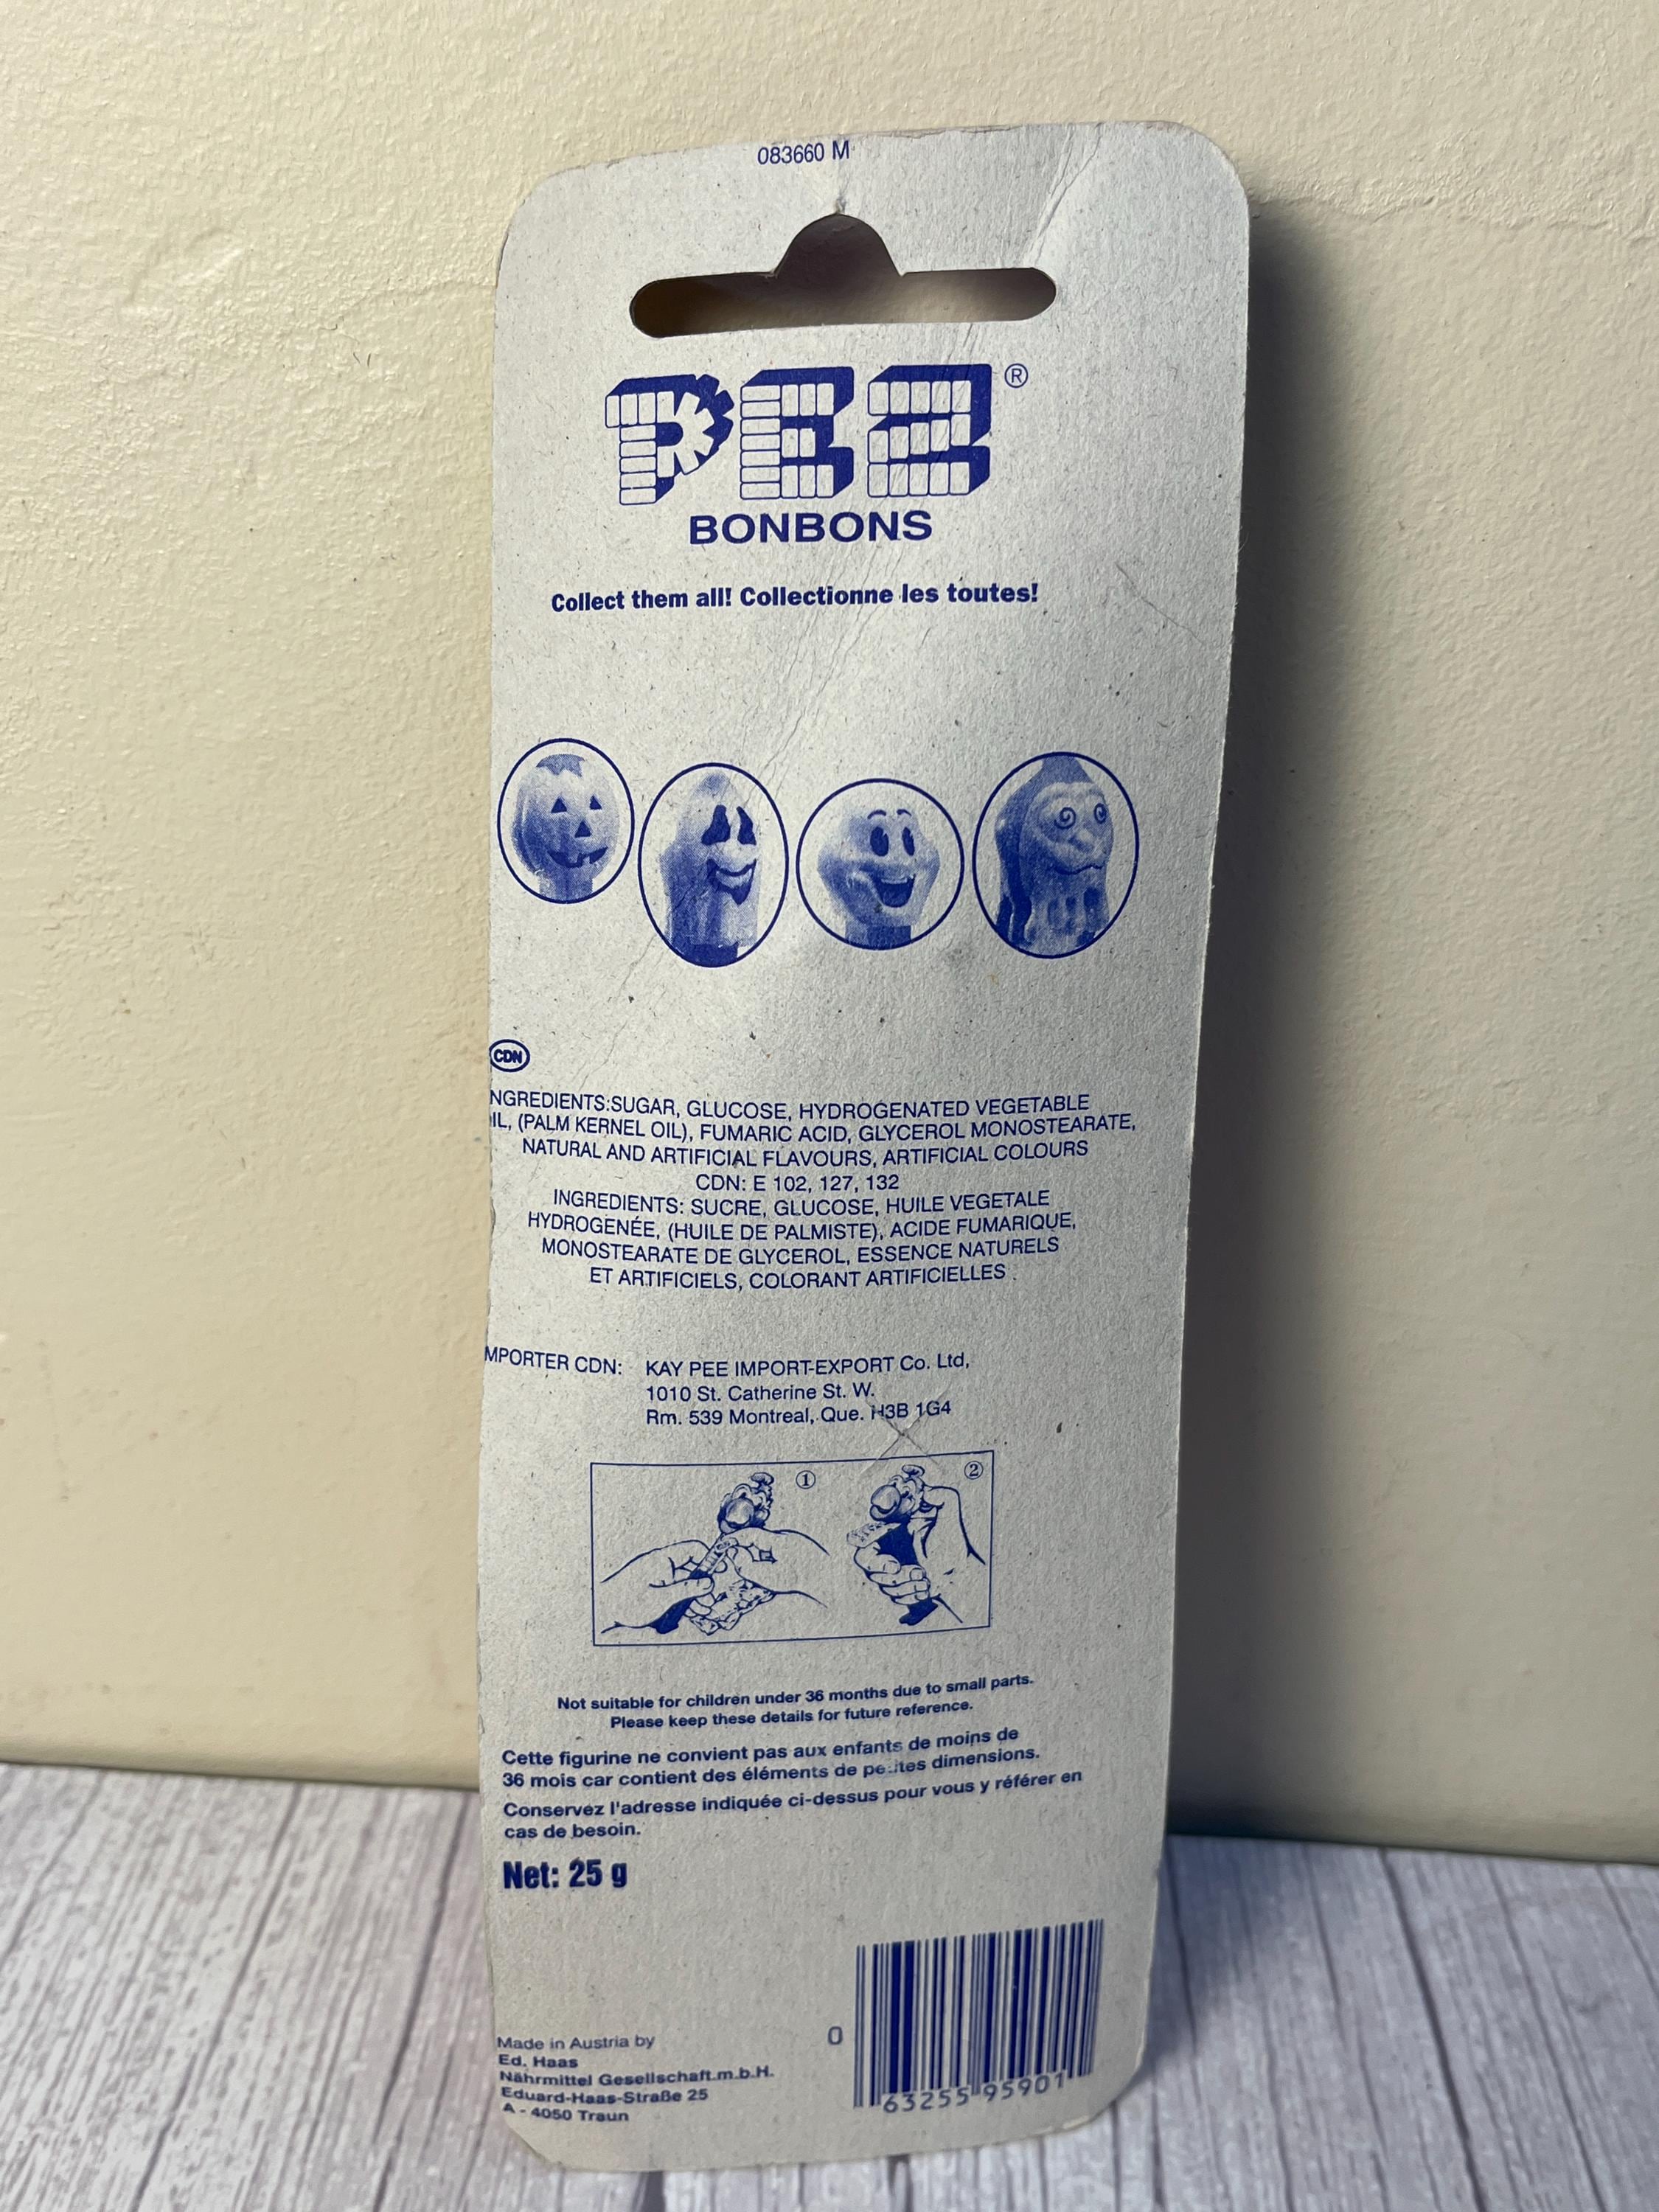 083660 M
PEZ®
BONBONS
Collect them all! Collectionne les toutes!
CDN
NGREDIENTS:SUGAR, GLUCOSE, HYDROGENATED VEGETABLE
IL, (PALM KERNEL OIL), FUMARIC ACID, GLYCEROL MONOSTEARATE,
NATURAL AND ARTIFICIAL FLAVOURS, ARTIFICIAL COLOURS
CDN: E 102, 127, 132
INGREDIENTS: SUCRE, GLUCOSE, HUILE VEGETALE
HYDROGENÉE, (HUILE DE PALMISTE), ACIDE FUMARIQUE,
MONOSTEARATE DE GLYCEROL, ESSENCE NATURELS
ET ARTIFICIELS, COLORANT ARTIFICIELLES .
MPORTER CDN: KAY PEE IMPORT-EXPORT Co. Ltd,
1010 St. Catherine St. W.
Rm. 539 Montreal, Que. H3B 1G4
① ②
Not suitable for children under 36 months due to small parts.
Please keep these details for future reference.
Cette figurine ne convient pas aux enfants de moins de
36 mois car contient des éléments de petites dimensions.
Conservez l'adresse indiquée ci-dessus pour vous y référer en
cas de besoin.
Net: 25 g
Made in Austria by
Ed. Haas
Nährmittel Gesellschaft.m.b.H.
Eduard-Haas-Straße 25
A - 4050 Traun
0 63255 95901